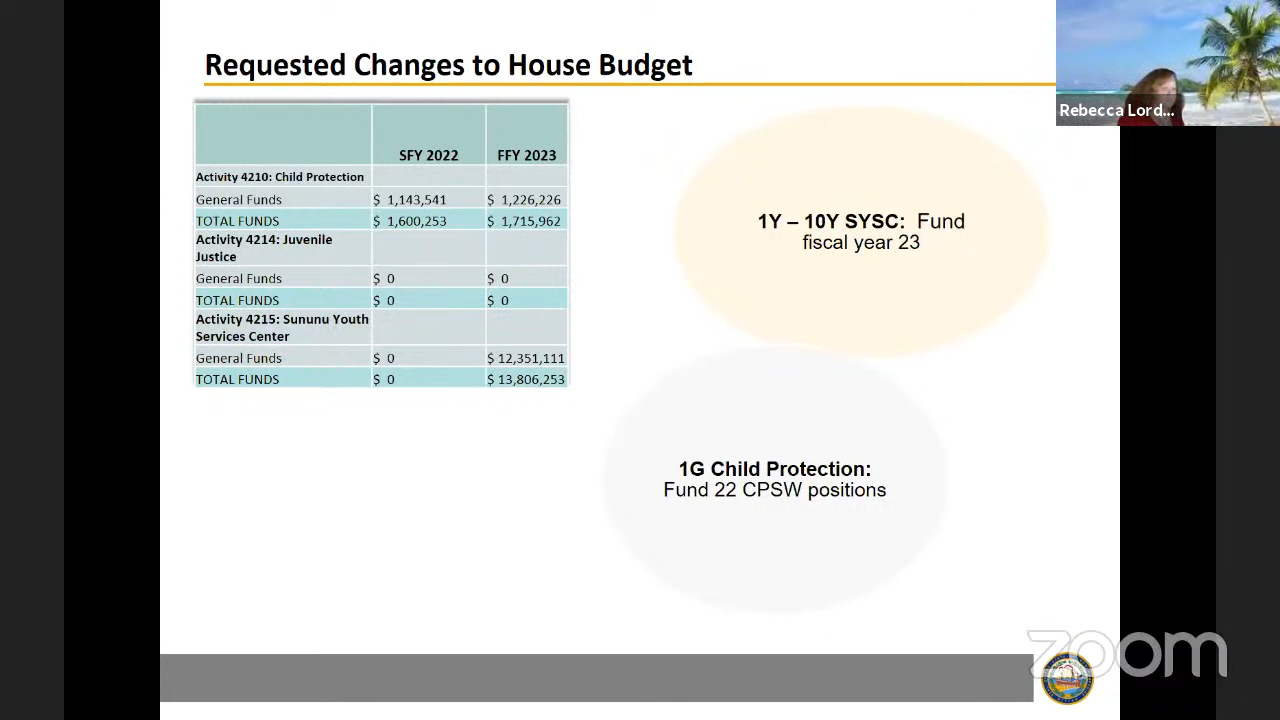 Requested Changes to House Budget
Rebecca Lord...
SFY 2022 FFY 2023
Activity 4210: Child Protection
General Funds $ 1,143,541 $ 1,226,226
TOTAL FUNDS $ 1,600,253 $ 1,715,962
Activity 4214: Juvenile
Justice
General Funds $ 0 $ 0
TOTAL FUNDS $ 0 $ 0
Activity 4215: Sununu Youth
Services Center
General Funds $ 0 $ 12,351,111
TOTAL FUNDS $ 0 $ 13,806,253
1Y – 10Y SYSC: Fund
fiscal year 23
1G Child Protection:
Fund 22 CPSW positions
zoom